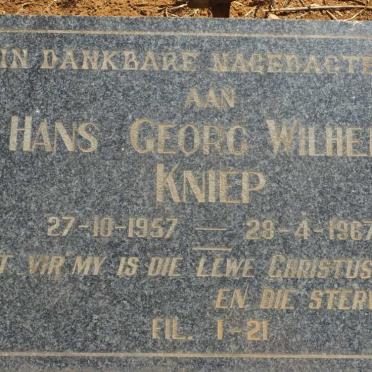 IN DANKBARE NAGEDAGTE
AAN
HANS GEORG WILHE
KNIEP
27-10-1957 — 28-4-1967
T VIR MY IS DIE LEWE CHRISTUS
EN DIE STER
FIL. 1-21